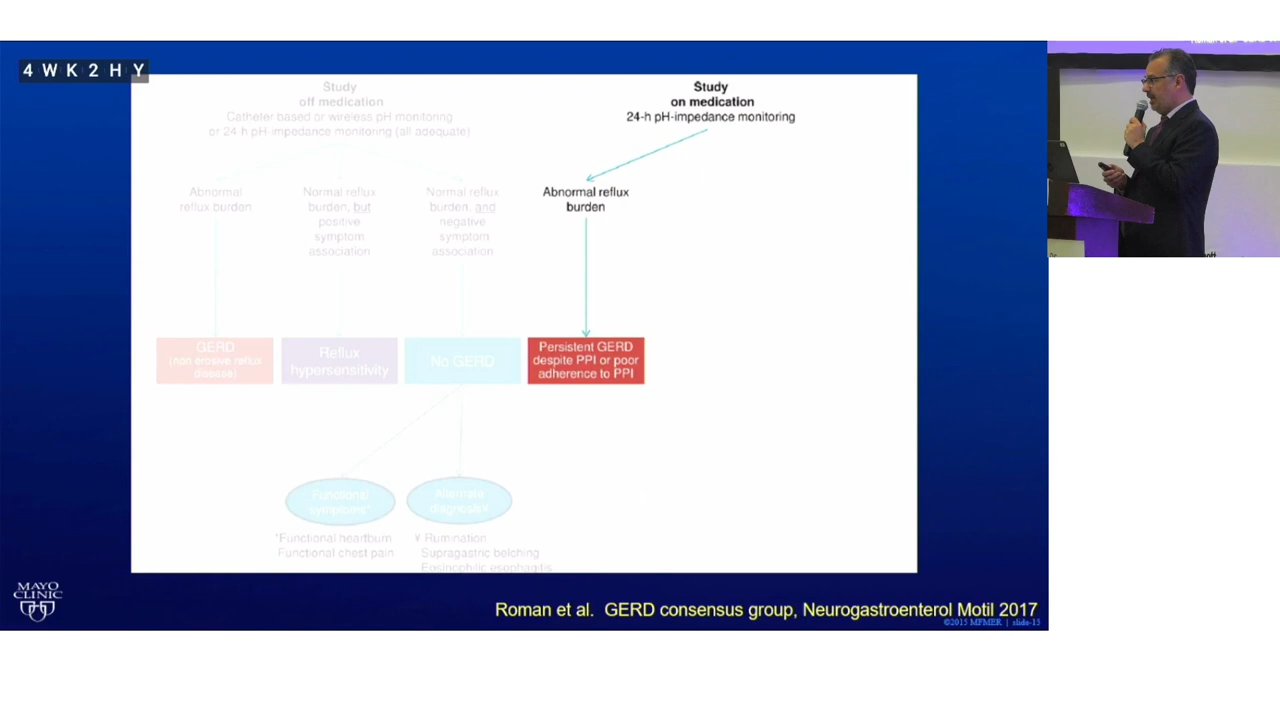 4WK2HY
Study
off medication
Catheter based or wireless pH monitoring
or 24-h pH-impedance monitoring (all adequate)
Study
on medication
24-h pH-impedance monitoring
Abnormal
reflux burden
Normal reflux
burden, but
positive
symptom
association
Normal reflux
burden, and
negative
symptom
association
Abnormal reflux
burden
GERD
(non erosive reflux
disease)
Reflux
hypersensitivity
No GERD
Persistent GERD
despite PPI or poor
adherence to PPI
Functional
symptoms*
Alternate
diagnosis¥
*Functional heartburn
Functional chest pain
¥ Rumination
Supragastric belching
Eosinophilic esophagitis
MAYO
CLINIC
Roman et al. GERD consensus group, Neurogastroenterol Motil 2017
©2015 MFMER | slide-15